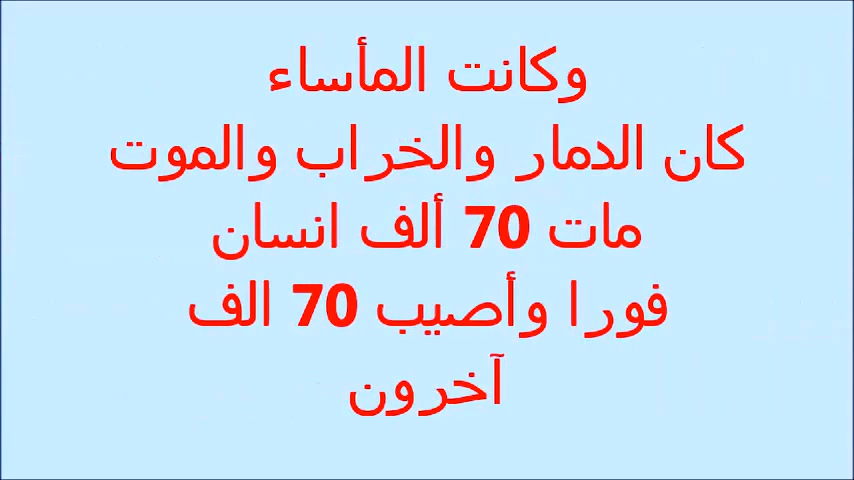 وكانت المأساء
كان الدمار والخراب والموت
مات 70 ألف انسان
فورا وأصيب 70 الف
آخرون